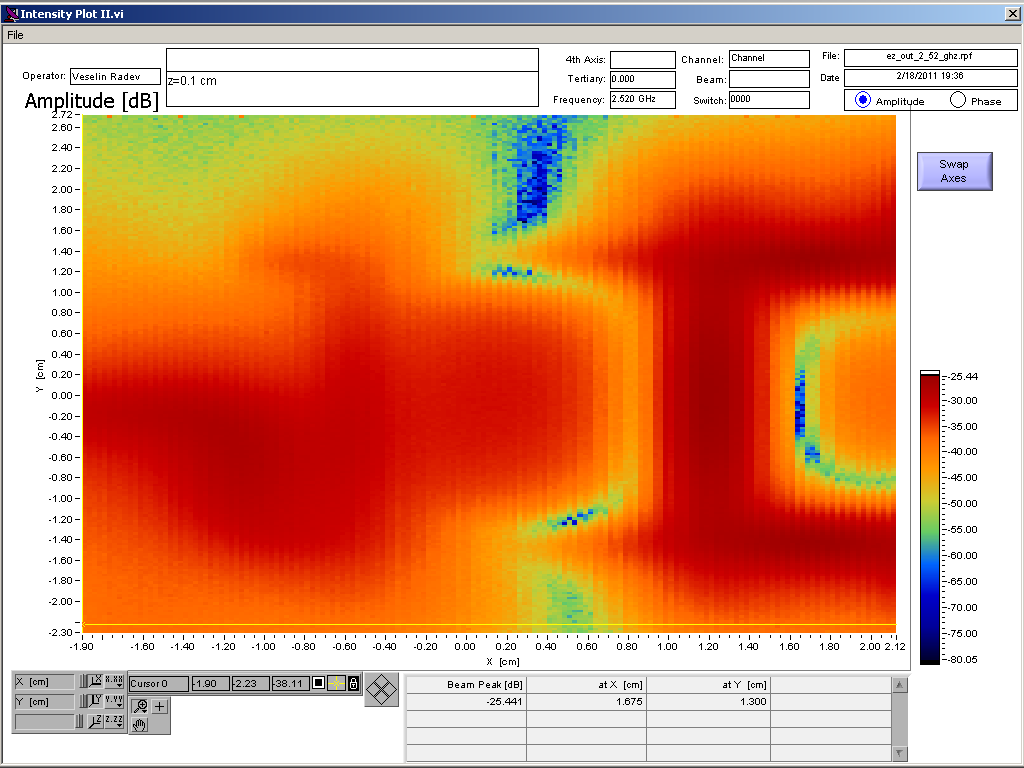 Intensity Plot II.vi
File
Operator: Veselin Radev
z=0.1 cm
4th Axis:
Tertiary: 0.000
Frequency: 2.520 GHz
Channel: Channel
Beam:
Switch: 0000
File: ez_out_2_52_ghz.rpf
Date 2/18/2011 19:36
Amplitude Phase
Amplitude [dB]
Swap
Axes
2.72
2.60
2.40
2.20
2.00
1.80
1.60
1.40
1.20
1.00
0.80
0.60
0.40
0.20
0.00
-0.20
-0.40
-0.60
-0.80
-1.00
-1.20
-1.40
-1.60
-1.80
-2.00
-2.30
Y [cm]
-1.90 -1.60 -1.40 -1.20 -1.00 -0.80 -0.60 -0.40 -0.20 0.00 0.20 0.40 0.60 0.80 1.00 1.20 1.40 1.60 1.80 2.00 2.12
X [cm]
-25.44
-30.00
-35.00
-40.00
-45.00
-50.00
-55.00
-60.00
-65.00
-70.00
-75.00
-80.05
X [cm] X X.XX
Y [cm] Y Y.YY
Z Z.ZZ
Cursor 0 -1.90 -2.23 -38.11
Beam Peak [dB] at X [cm] at Y [cm]
-25.441 1.675 1.300